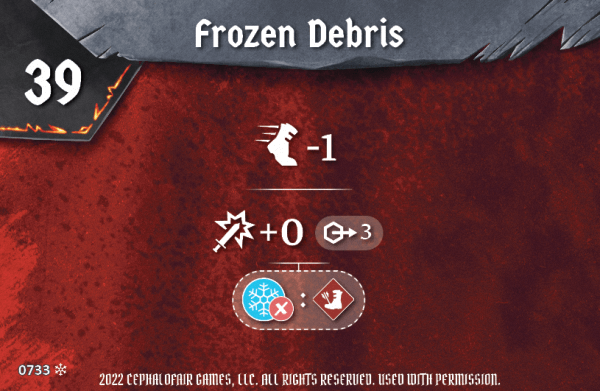 Frozen Debris
39
-1
+0 3
:
0733
2022 CEPHALOFAIR GAMES, LLC. ALL RIGHTS RESERVED. USED WITH PERMISSION.